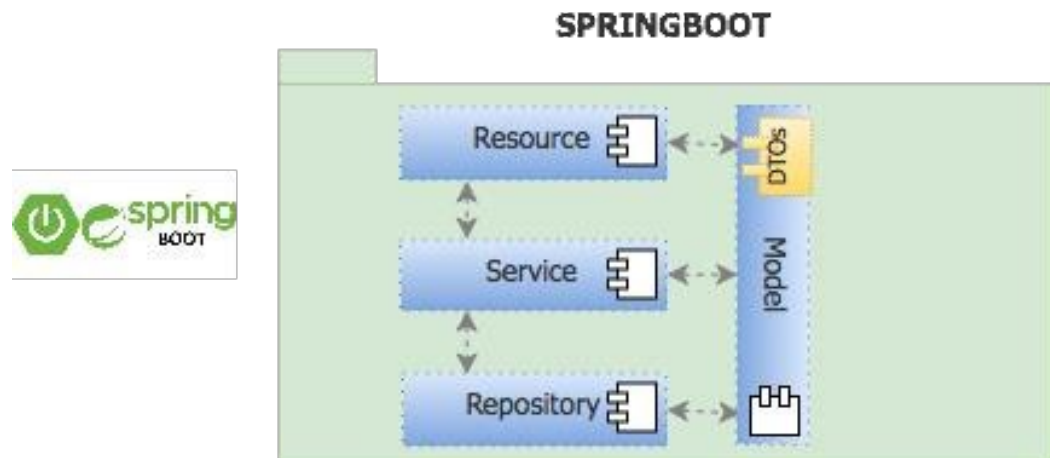 SPRINGBOOT
Resource
DTOs
spring
BOOT
Service
Model
Repository